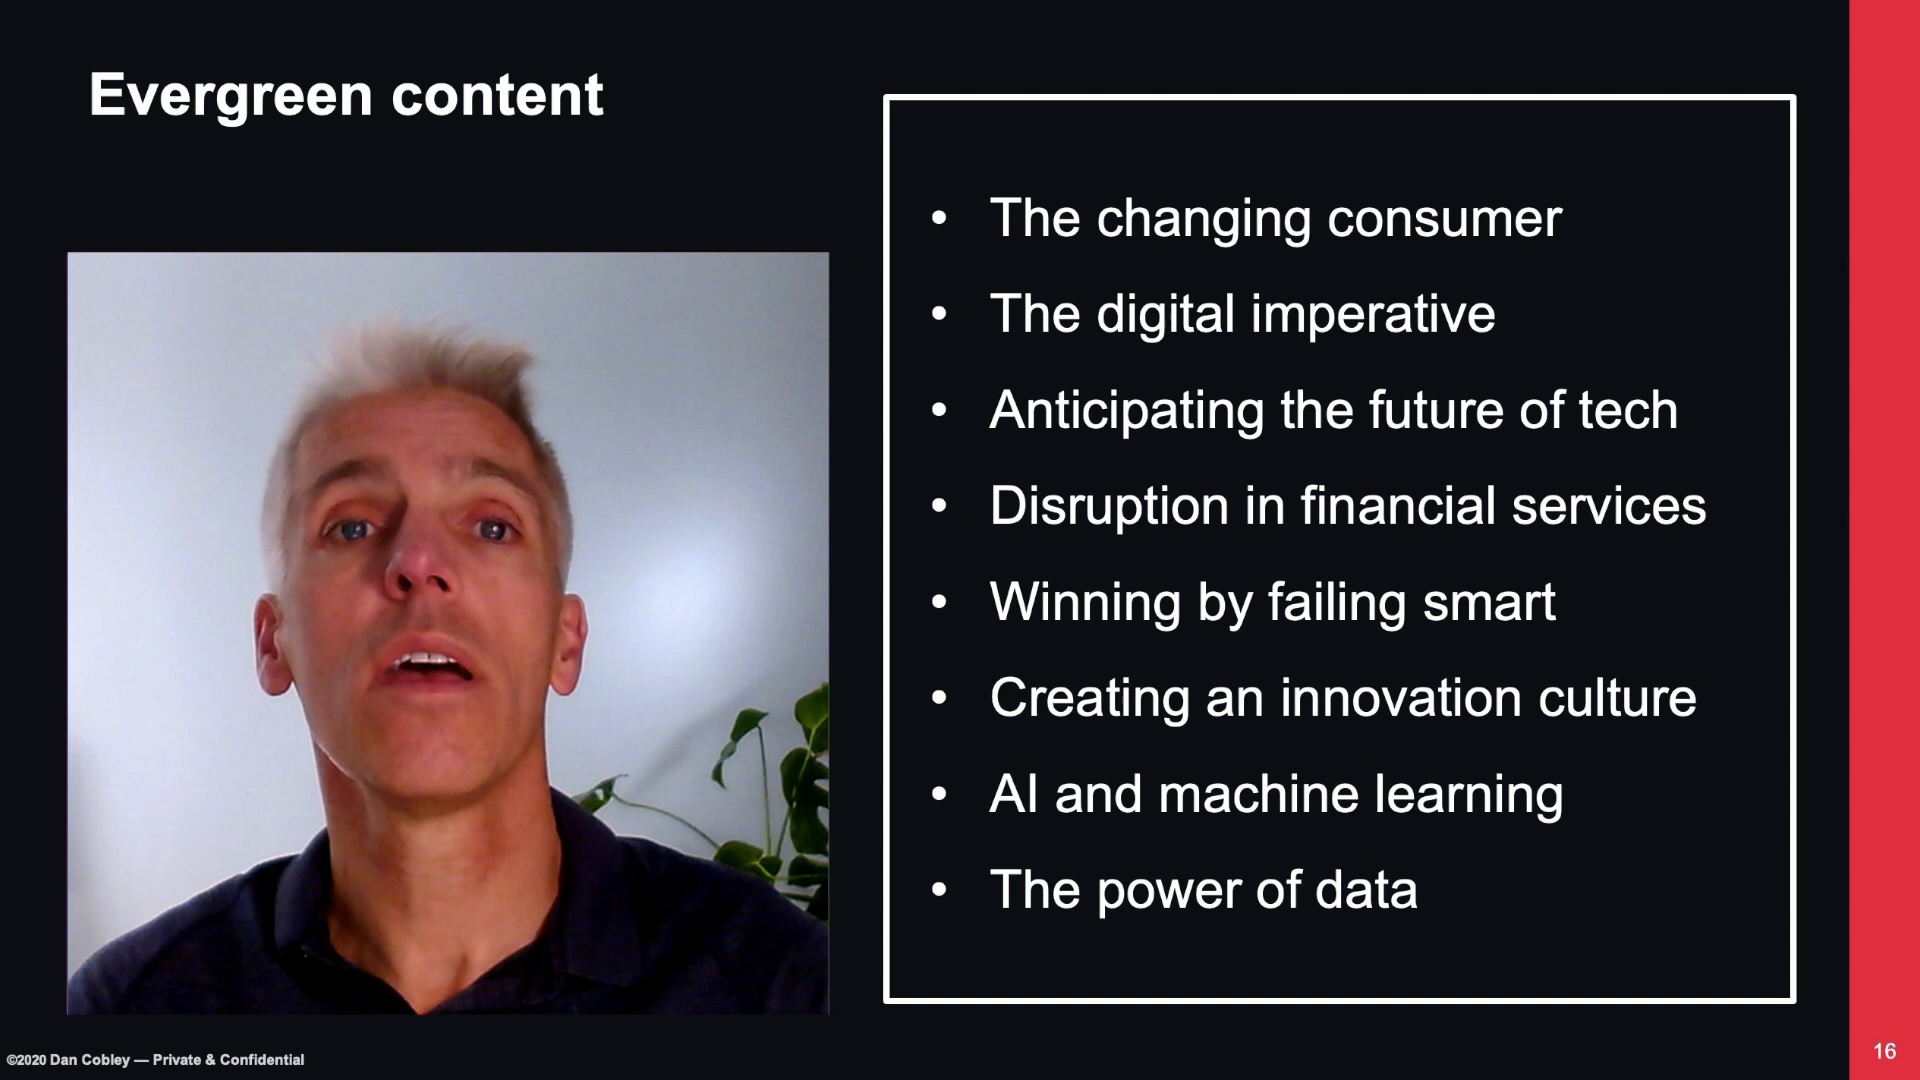 Evergreen content
• The changing consumer
• The digital imperative
• Anticipating the future of tech
• Disruption in financial services
• Winning by failing smart
• Creating an innovation culture
• AI and machine learning
• The power of data
©2020 Dan Cobley — Private & Confidential
16